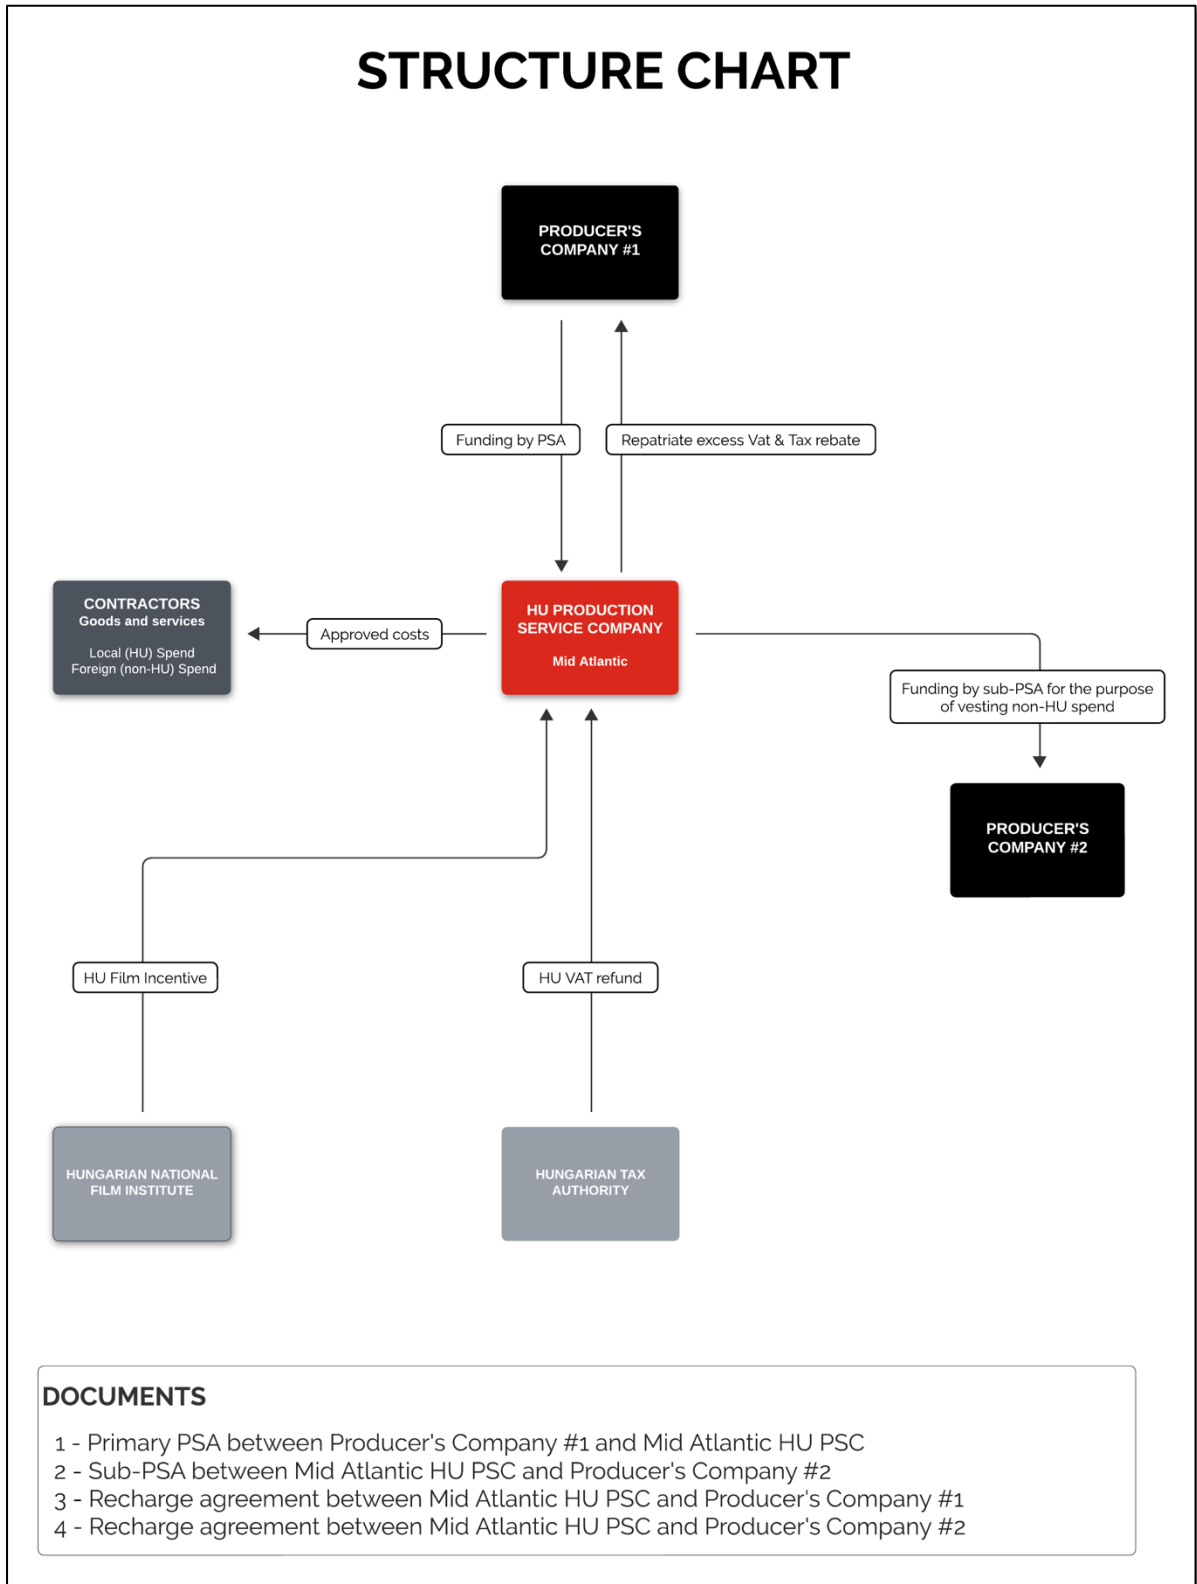 STRUCTURE CHART
PRODUCER'S
COMPANY #1
Funding by PSA
Repatriate excess Vat & Tax rebate
CONTRACTORS
Goods and services
Local (HU) Spend
Foreign (non-HU) Spend
Approved costs
HU PRODUCTION
SERVICE COMPANY
Mid Atlantic
Funding by sub-PSA for the purpose
of vesting non-HU spend
PRODUCER'S
COMPANY #2
HU Film Incentive
HU VAT refund
HUNGARIAN NATIONAL
FILM INSTITUTE
HUNGARIAN TAX
AUTHORITY
DOCUMENTS
1 - Primary PSA between Producer's Company #1 and Mid Atlantic HU PSC
2 - Sub-PSA between Mid Atlantic HU PSC and Producer's Company #2
3 - Recharge agreement between Mid Atlantic HU PSC and Producer's Company #1
4 - Recharge agreement between Mid Atlantic HU PSC and Producer's Company #2